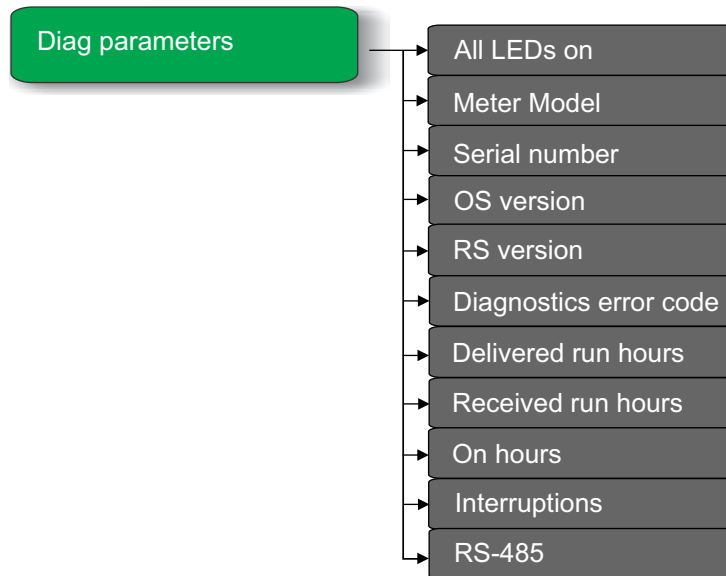 Diag parameters
All LEDs on
Meter Model
Serial number
OS version
RS version
Diagnostics error code
Delivered run hours
Received run hours
On hours
Interruptions
RS-485